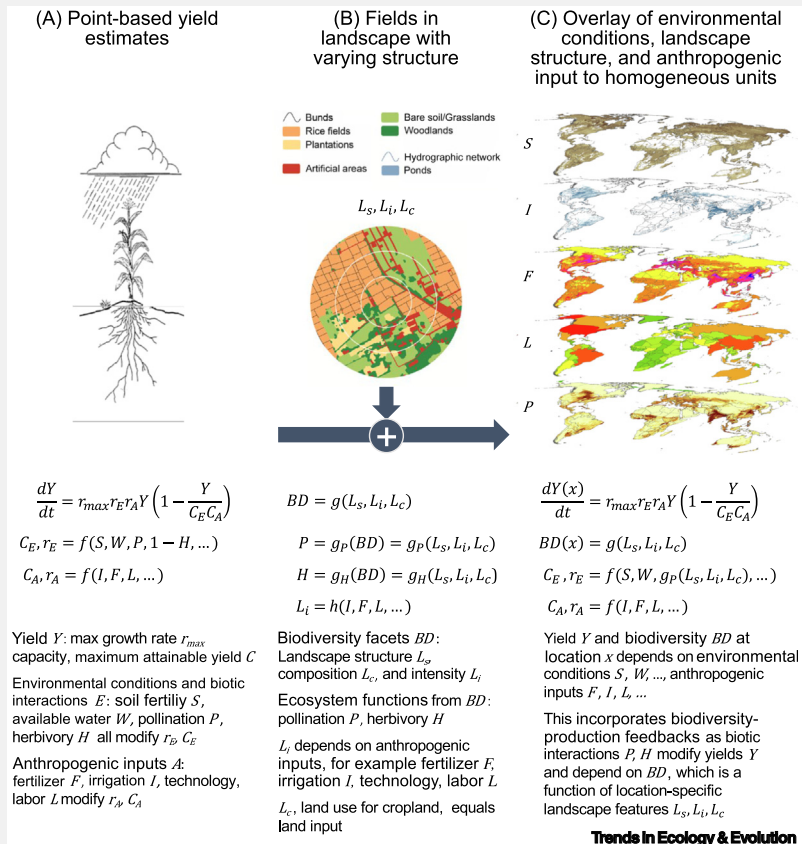 (A) Point-based yield
estimates
(B) Fields in
landscape with
varying structure
Bunds
Rice fields
Plantations
Artificial areas
Bare soil/Grasslands
Woodlands
Hydrographic network
Ponds
L_s, L_i, L_c
(C) Overlay of environmental
conditions, landscape
structure, and anthropogenic
input to homogeneous units
S
I
F
L
P
dY/dt = r_max r_E r_A Y (1 − Y/(C_E C_A))
C_E, r_E = f(S, W, P, 1 − H, ...)
C_A, r_A = f(I, F, L, ...)
Yield Y: max growth rate r_max
capacity, maximum attainable yield C
Environmental conditions and biotic
interactions E: soil fertiliy S,
available water W, pollination P,
herbivory H all modify r_E, C_E
Anthropogenic inputs A:
fertilizer F, irrigation I, technology,
labor L modify r_A, C_A
BD = g(L_s, L_i, L_c)
P = g_P(BD) = g_P(L_s, L_i, L_c)
H = g_H(BD) = g_H(L_s, L_i, L_c)
L_i = h(I, F, L, ...)
Biodiversity facets BD:
Landscape structure L_s,
composition L_c, and intensity L_i
Ecosystem functions from BD:
pollination P, herbivory H
L_i depends on anthropogenic
inputs, for example fertilizer F,
irrigation I, technology, labor L
L_c, land use for cropland, equals
land input
dY(x)/dt = r_max r_E r_A Y (1 − Y/(C_E C_A))
BD(x) = g(L_s, L_i, L_c)
C_E, r_E = f(S, W, g_P(L_s, L_i, L_c), ...)
C_A, r_A = f(I, F, L, ...)
Yield Y and biodiversity BD at
location x depends on environmental
conditions S, W, ..., anthropogenic
inputs F, I, L, ...
This incorporates biodiversity-
production feedbacks as biotic
interactions P, H modify yields Y
and depend on BD, which is a
function of location-specific
landscape features L_s, L_i, L_c
Trends in Ecology & Evolution